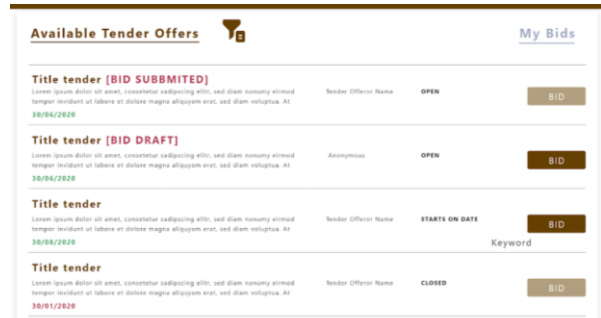 Available Tender Offers
My Bids
Title tender [BID SUBBMITED]
Lorem ipsum dolor sit amet, consetetur sadipscing elitr, sed diam nonumy eirmod
tempor invidunt ut labore et dolore magna aliquyam erat, sed diam voluptua. At
Tender Offeror Name
OPEN
BID
30/06/2020
Title tender [BID DRAFT]
Lorem ipsum dolor sit amet, consetetur sadipscing elitr, sed diam nonumy eirmod
tempor invidunt ut labore et dolore magna aliquyam erat, sed diam voluptua. At
Anonymous
OPEN
BID
30/06/2020
Title tender
Lorem ipsum dolor sit amet, consetetur sadipscing elitr, sed diam nonumy eirmod
tempor invidunt ut labore et dolore magna aliquyam erat, sed diam voluptua. At
Tender Offeror Name
STARTS ON DATE
BID
30/08/2020
Keyword
Title tender
Lorem ipsum dolor sit amet, consetetur sadipscing elitr, sed diam nonumy eirmod
tempor invidunt ut labore et dolore magna aliquyam erat, sed diam voluptua. At
Tender Offeror Name
CLOSED
BID
30/01/2020